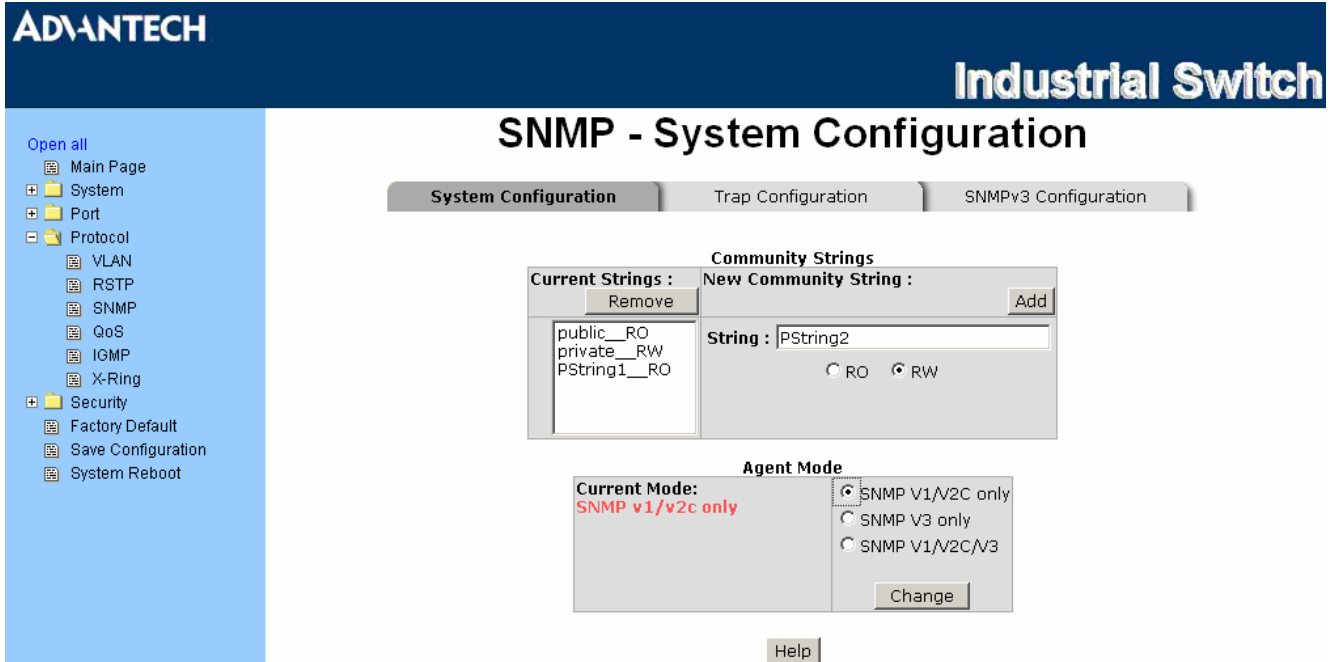 ADVANTECH
Industrial Switch
Open all
Main Page
System
Port
Protocol
VLAN
RSTP
SNMP
QoS
IGMP
X-Ring
Security
Factory Default
Save Configuration
System Reboot
SNMP - System Configuration
System Configuration Trap Configuration SNMPv3 Configuration
Community Strings
Current Strings : New Community String :
Remove Add
public__RO
private__RW
PString1__RO
String : PString2
RO RW
Agent Mode
Current Mode:
SNMP v1/v2c only
SNMP V1/V2C only
SNMP V3 only
SNMP V1/V2C/V3
Change
Help